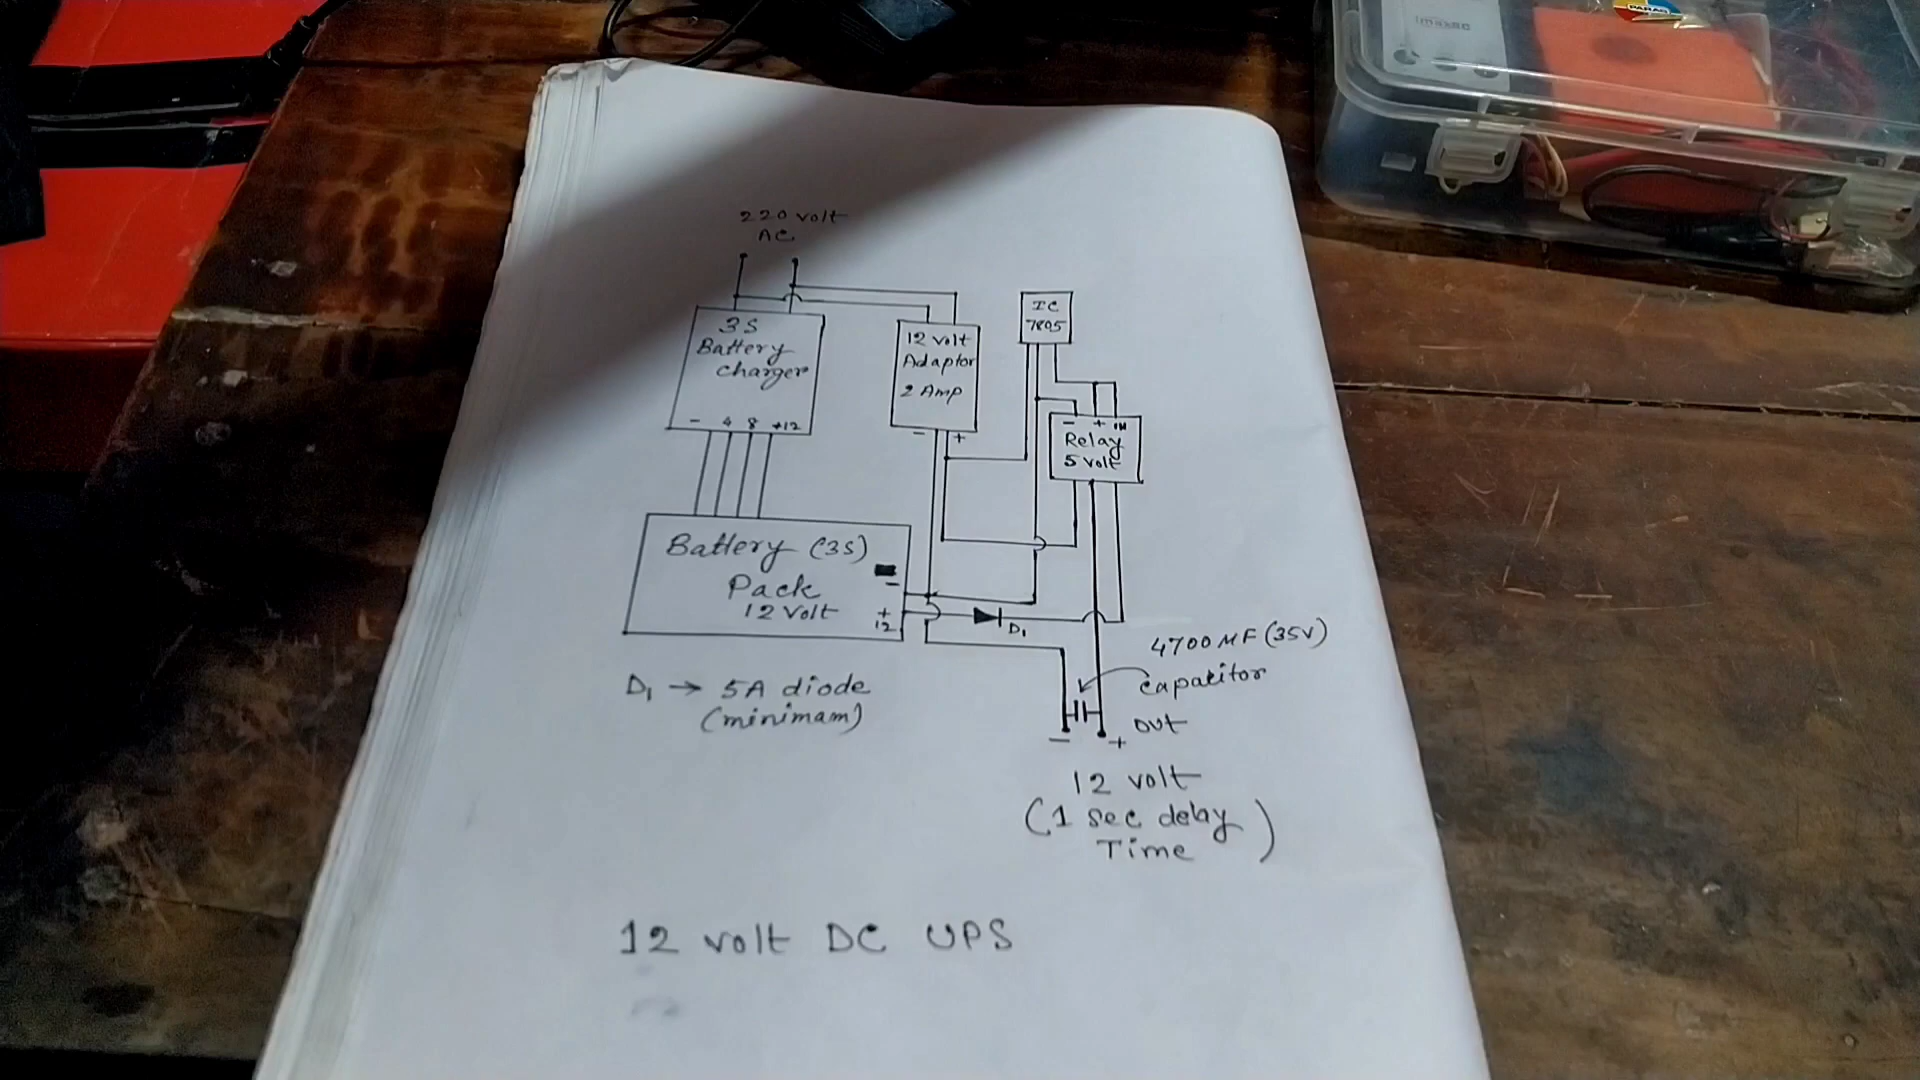 PARAG
220 volt
AC
3S
Battery
charger
- 4 8 +12
12 volt
Adaptor
2 Amp
- +
IC
7805
- + IN
Relay
5 volt
Battery (3S)
Pack
12 Volt
-
+
12
D₁
D₁ → 5A diode
(minimam)
4700 MF (35V)
capacitor
out
- +
12 volt
(1 sec delay
Time)
12 volt DC UPS